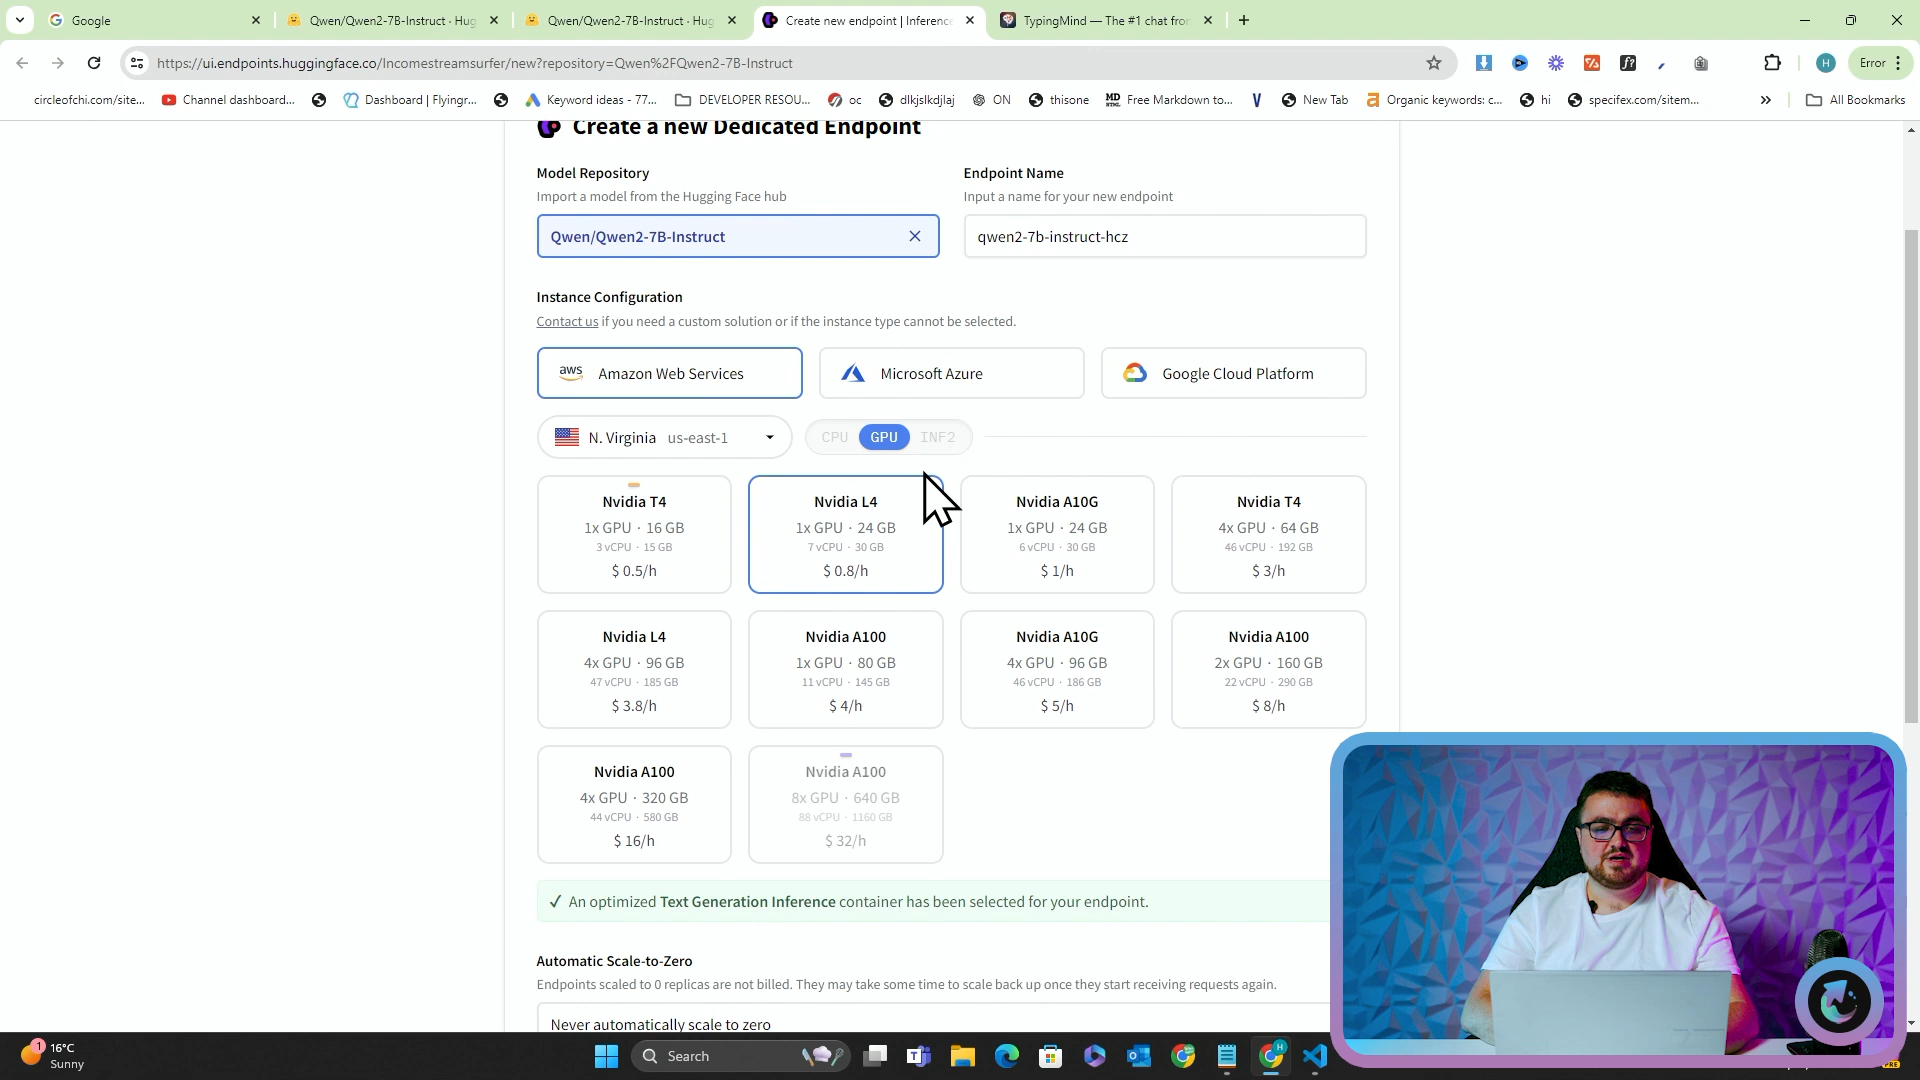 Google
Qwen/Qwen2-7B-Instruct · Hug
Qwen/Qwen2-7B-Instruct · Hug
Create new endpoint | Inference
TypingMind — The #1 chat fron
https://ui.endpoints.huggingface.co/Incomestreamsurfer/new?repository=Qwen%2FQwen2-7B-Instruct
H
Error
circleofchi.com/site...
Channel dashboard...
Dashboard | Flyingr...
Keyword ideas - 77...
DEVELOPER RESOU...
oc
dlkjslkdjlaj
ON
thisone
Free Markdown to...
New Tab
Organic keywords: c...
hi
specifex.com/sitem...
All Bookmarks
Create a new Dedicated Endpoint
Model Repository
Endpoint Name
Import a model from the Hugging Face hub
Input a name for your new endpoint
Qwen/Qwen2-7B-Instruct
qwen2-7b-instruct-hcz
Instance Configuration
Contact us if you need a custom solution or if the instance type cannot be selected.
aws Amazon Web Services
Microsoft Azure
Google Cloud Platform
N. Virginia us-east-1
CPU GPU INF2
Nvidia T4
1x GPU · 16 GB
3 vCPU · 15 GB
$ 0.5/h
Nvidia L4
1x GPU · 24 GB
7 vCPU · 30 GB
$ 0.8/h
Nvidia A10G
1x GPU · 24 GB
6 vCPU · 30 GB
$ 1/h
Nvidia T4
4x GPU · 64 GB
46 vCPU · 192 GB
$ 3/h
Nvidia L4
4x GPU · 96 GB
47 vCPU · 185 GB
$ 3.8/h
Nvidia A100
1x GPU · 80 GB
11 vCPU · 145 GB
$ 4/h
Nvidia A10G
4x GPU · 96 GB
46 vCPU · 186 GB
$ 5/h
Nvidia A100
2x GPU · 160 GB
22 vCPU · 290 GB
$ 8/h
Nvidia A100
4x GPU · 320 GB
44 vCPU · 580 GB
$ 16/h
Nvidia A100
8x GPU · 640 GB
88 vCPU · 1160 GB
$ 32/h
✓ An optimized Text Generation Inference container has been selected for your endpoint.
Automatic Scale-to-Zero
Endpoints scaled to 0 replicas are not billed. They may take some time to scale back up once they start receiving requests again.
Never automatically scale to zero
1
16°C
Sunny
Search
PRE